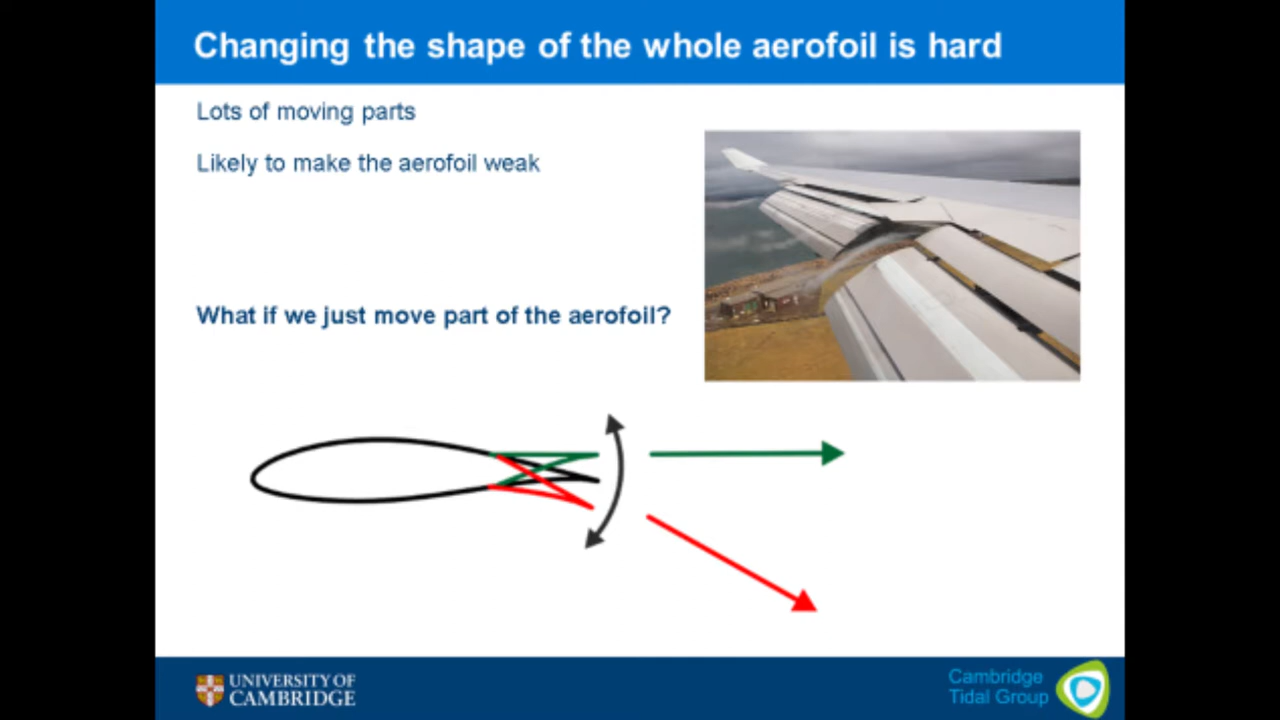 Changing the shape of the whole aerofoil is hard
Lots of moving parts
Likely to make the aerofoil weak
What if we just move part of the aerofoil?
UNIVERSITY OF
CAMBRIDGE
Cambridge
Tidal Group